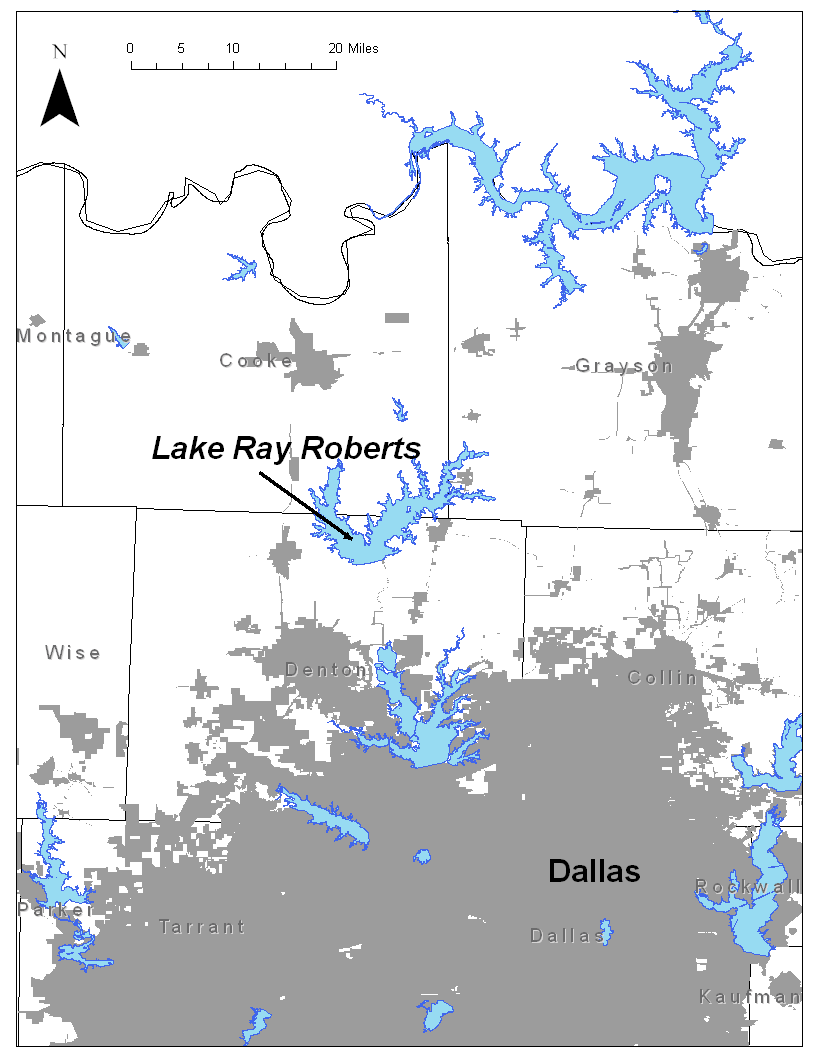 N
0 5 10 20 Miles
Montague
Cooke
Grayson
Lake Ray Roberts
Wise
Denton
Collin
Dallas
Rockwall
Parker
Tarrant
Dallas
Kaufman